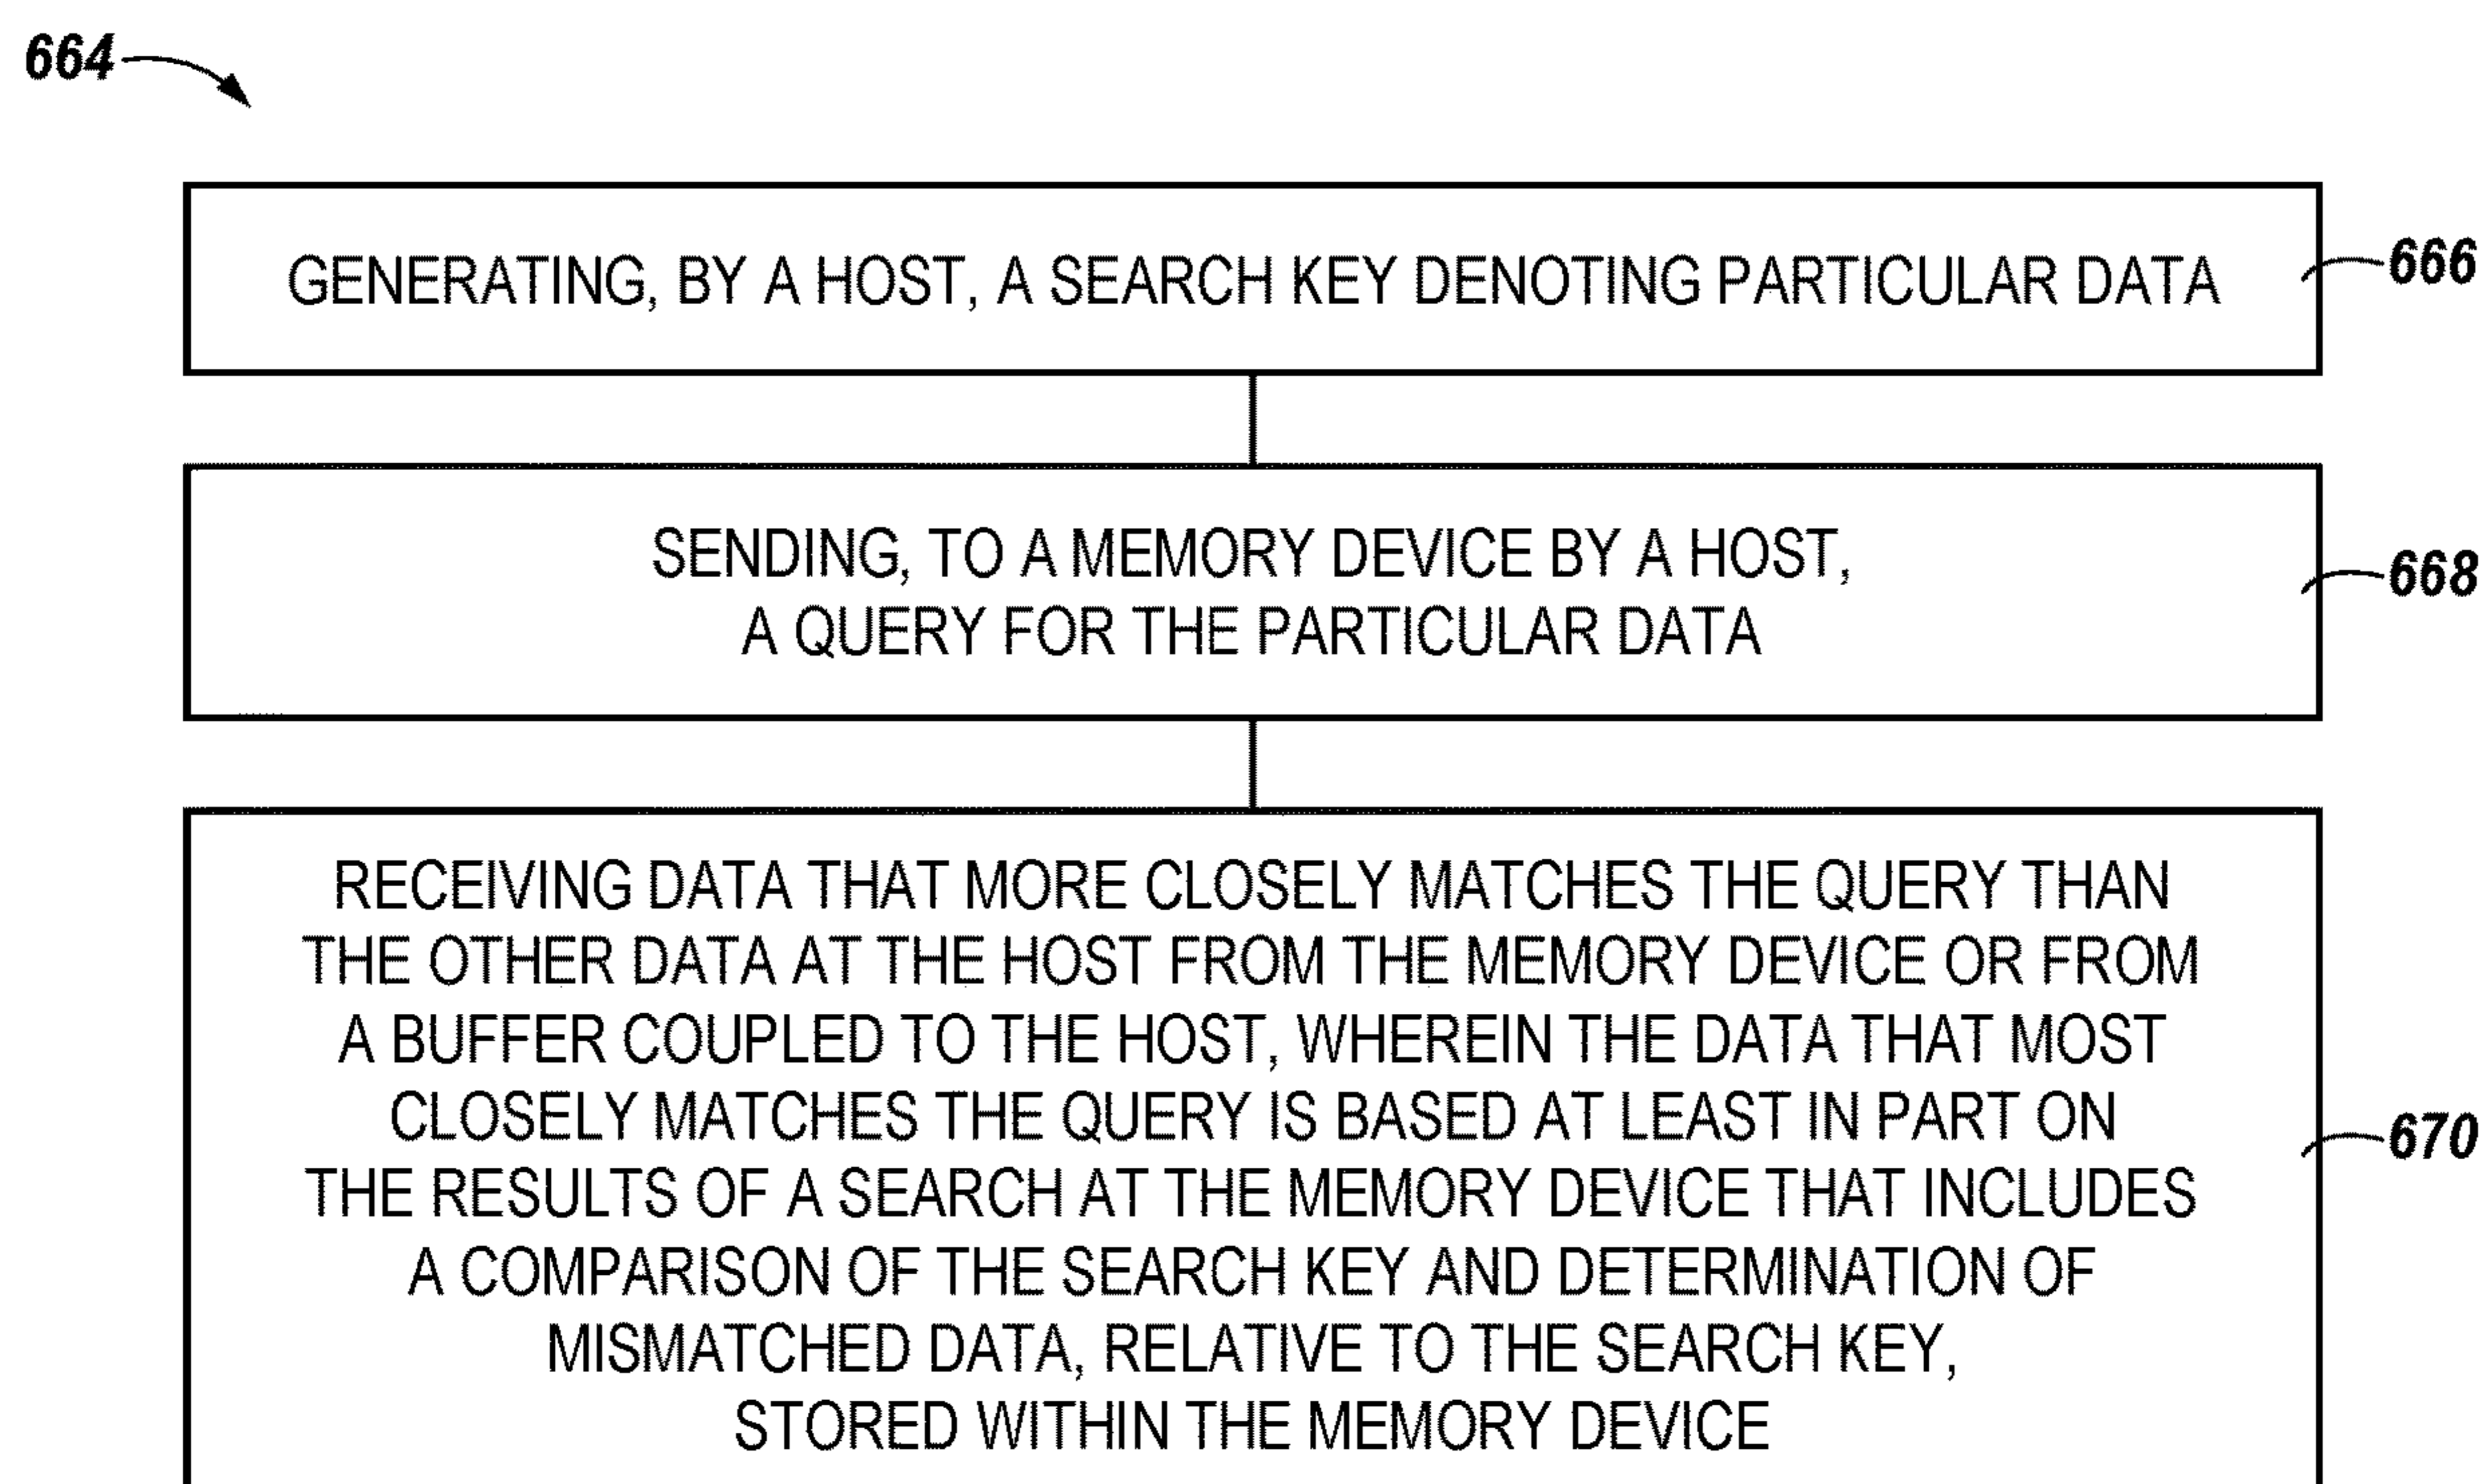 664
GENERATING, BY A HOST, A SEARCH KEY DENOTING PARTICULAR DATA
666
SENDING, TO A MEMORY DEVICE BY A HOST,
A QUERY FOR THE PARTICULAR DATA
668
RECEIVING DATA THAT MORE CLOSELY MATCHES THE QUERY THAN
THE OTHER DATA AT THE HOST FROM THE MEMORY DEVICE OR FROM
A BUFFER COUPLED TO THE HOST, WHEREIN THE DATA THAT MOST
CLOSELY MATCHES THE QUERY IS BASED AT LEAST IN PART ON
THE RESULTS OF A SEARCH AT THE MEMORY DEVICE THAT INCLUDES
A COMPARISON OF THE SEARCH KEY AND DETERMINATION OF
MISMATCHED DATA, RELATIVE TO THE SEARCH KEY,
STORED WITHIN THE MEMORY DEVICE
670